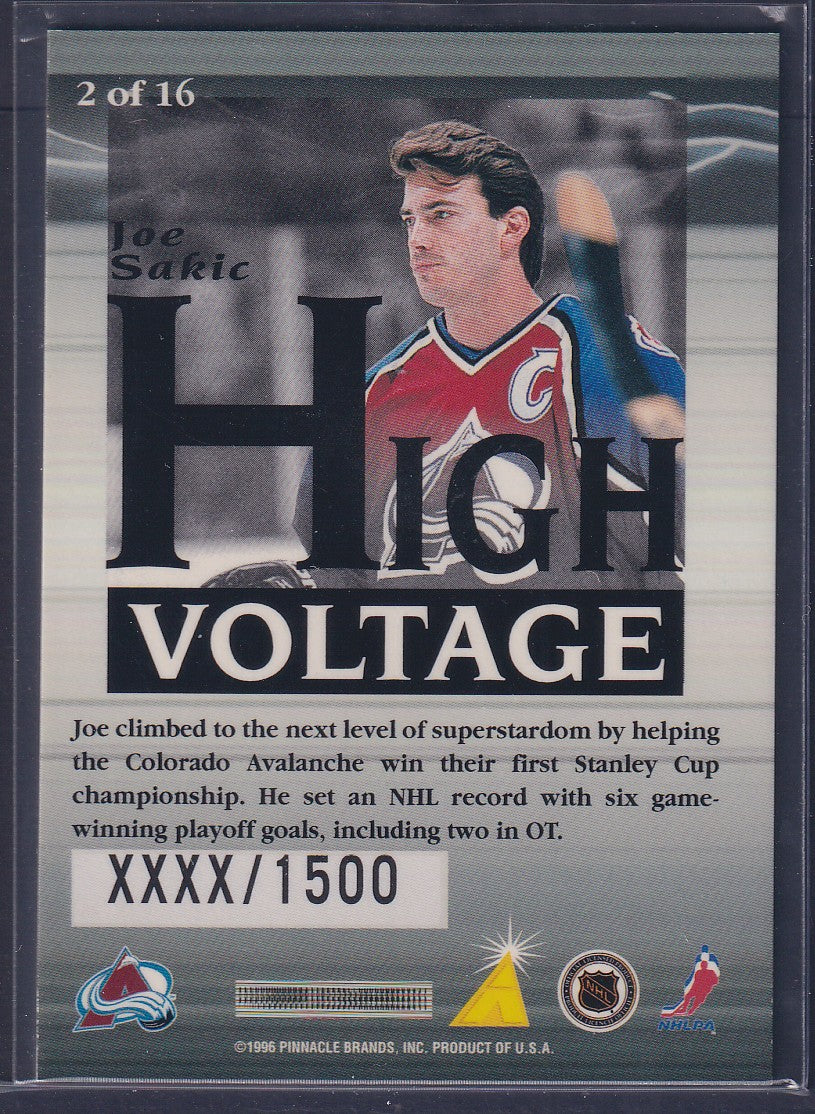 2 of 16
Joe
Sakic
C
HIGH
VOLTAGE
Joe climbed to the next level of superstardom by helping
the Colorado Avalanche win their first Stanley Cup
championship. He set an NHL record with six game-
winning playoff goals, including two in OT.
XXXX/1500
NHL
NHLPA
©1996 PINNACLE BRANDS, INC. PRODUCT OF U.S.A.